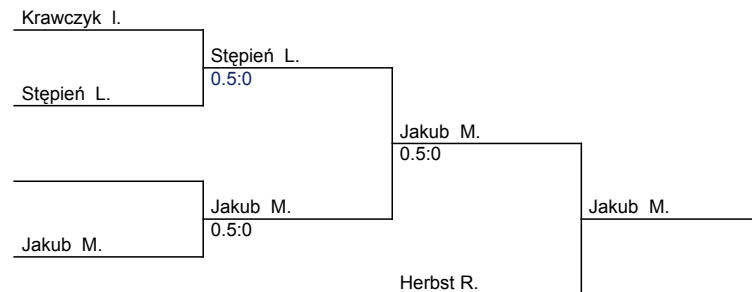 Krawczyk I.
Stępień L.
0.5:0
Stępień L.
Jakub M.
0.5:0
Jakub M.
0.5:0
Jakub M.
Jakub M.
Herbst R.